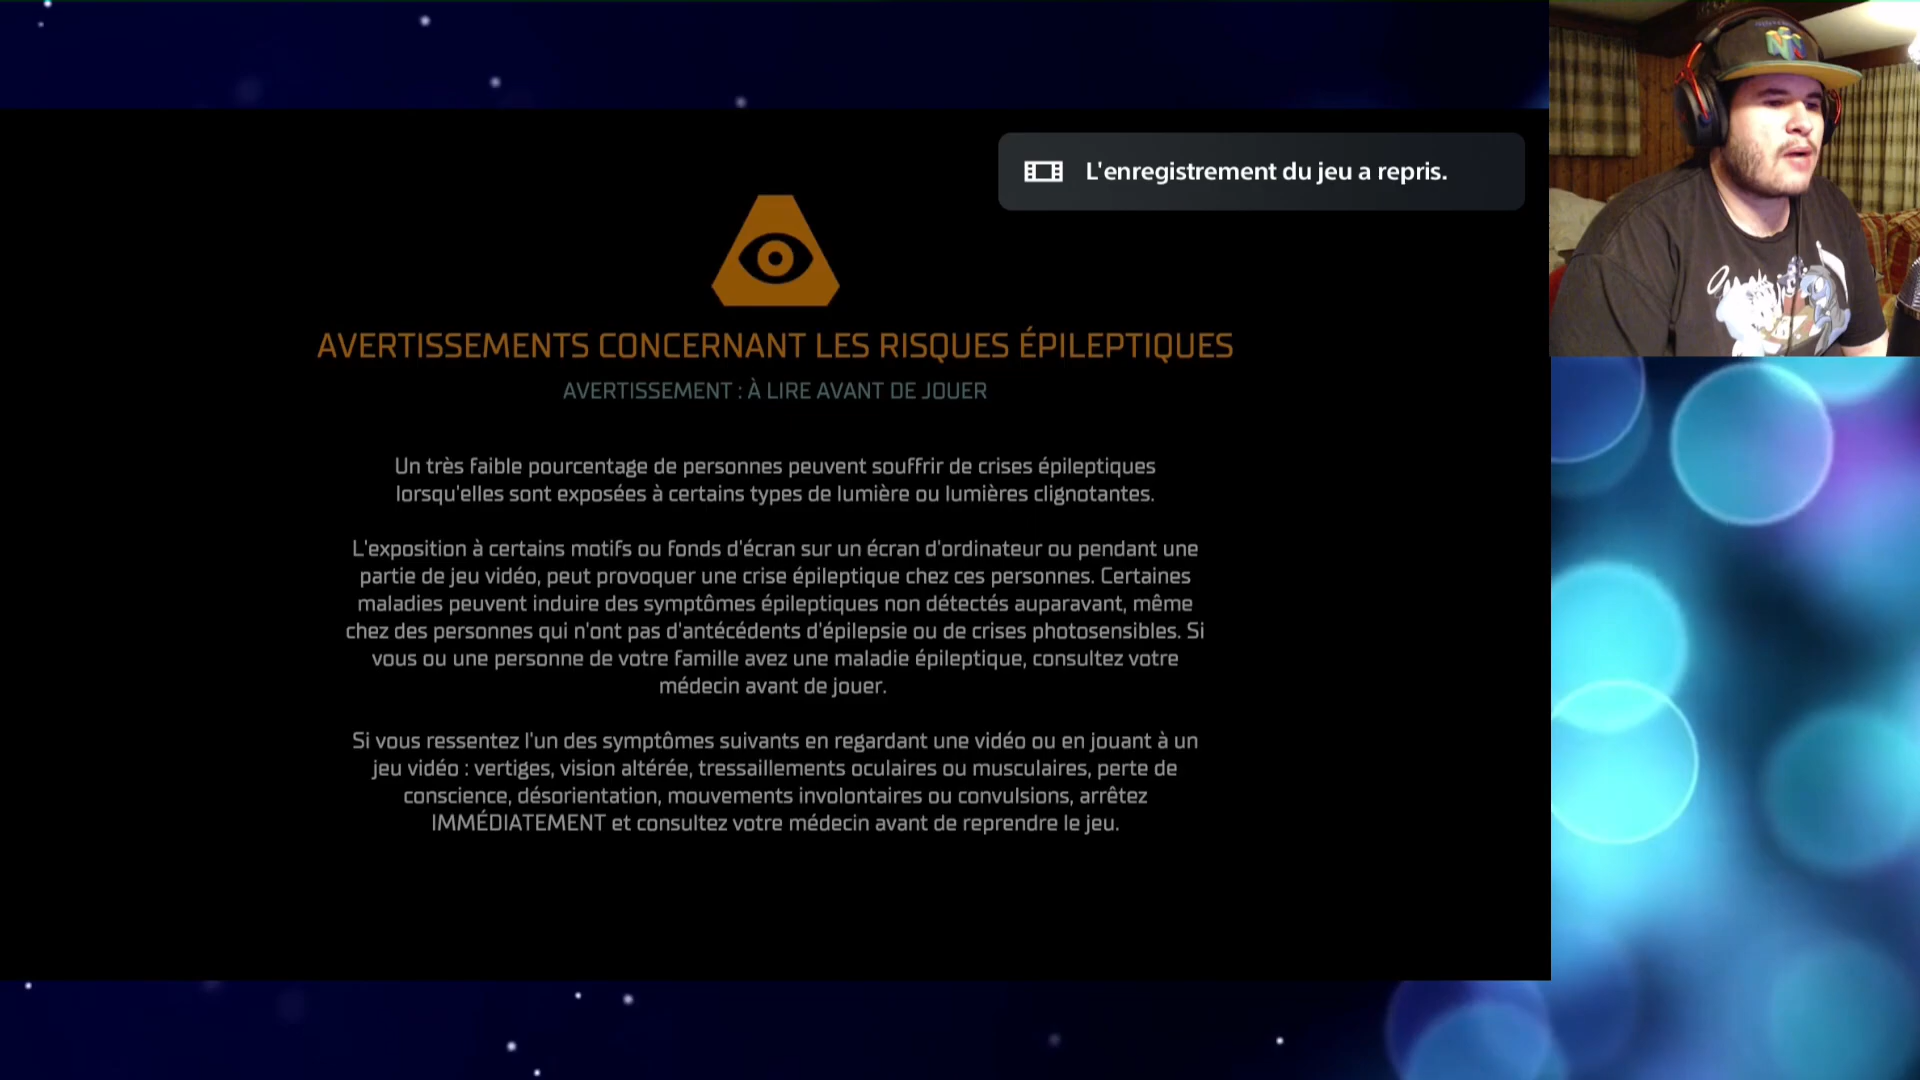 L'enregistrement du jeu a repris.
AVERTISSEMENTS CONCERNANT LES RISQUES ÉPILEPTIQUES
AVERTISSEMENT : À LIRE AVANT DE JOUER
Un très faible pourcentage de personnes peuvent souffrir de crises épileptiques
lorsqu'elles sont exposées à certains types de lumière ou lumières clignotantes.
L'exposition à certains motifs ou fonds d'écran sur un écran d'ordinateur ou pendant une
partie de jeu vidéo, peut provoquer une crise épileptique chez ces personnes. Certaines
maladies peuvent induire des symptômes épileptiques non détectés auparavant, même
chez des personnes qui n'ont pas d'antécédents d'épilepsie ou de crises photosensibles. Si
vous ou une personne de votre famille avez une maladie épileptique, consultez votre
médecin avant de jouer.
Si vous ressentez l'un des symptômes suivants en regardant une vidéo ou en jouant à un
jeu vidéo : vertiges, vision altérée, tressaillements oculaires ou musculaires, perte de
conscience, désorientation, mouvements involontaires ou convulsions, arrêtez
IMMÉDIATEMENT et consultez votre médecin avant de reprendre le jeu.